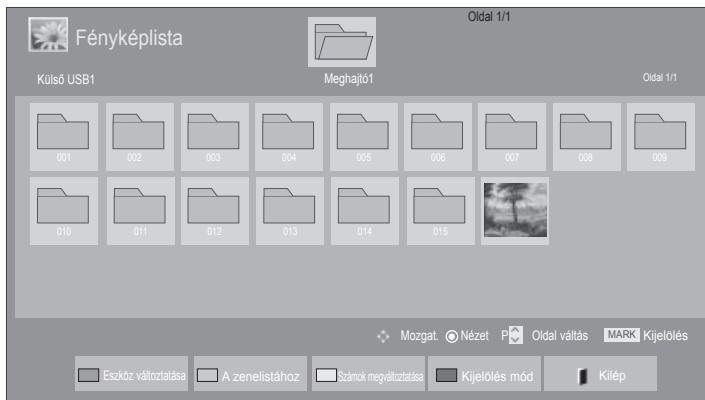 Oldal 1/1
Fényképlista
Külső USB1
Meghajtó1
Oldal 1/1
001 002 003 004 005 006 007 008 009
010 011 012 013 014 015
Mozgat. Nézet P Oldal váltás MARK Kijelölés
Eszköz változtatása A zenelistához Számok megváltoztatása Kijelölés mód Kilép